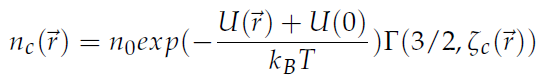 n_c(\vec{r}) = n_0 exp(-\frac{U(\vec{r}) + U(0)}{k_B T})\Gamma(3/2, \zeta_c(\vec{r}))